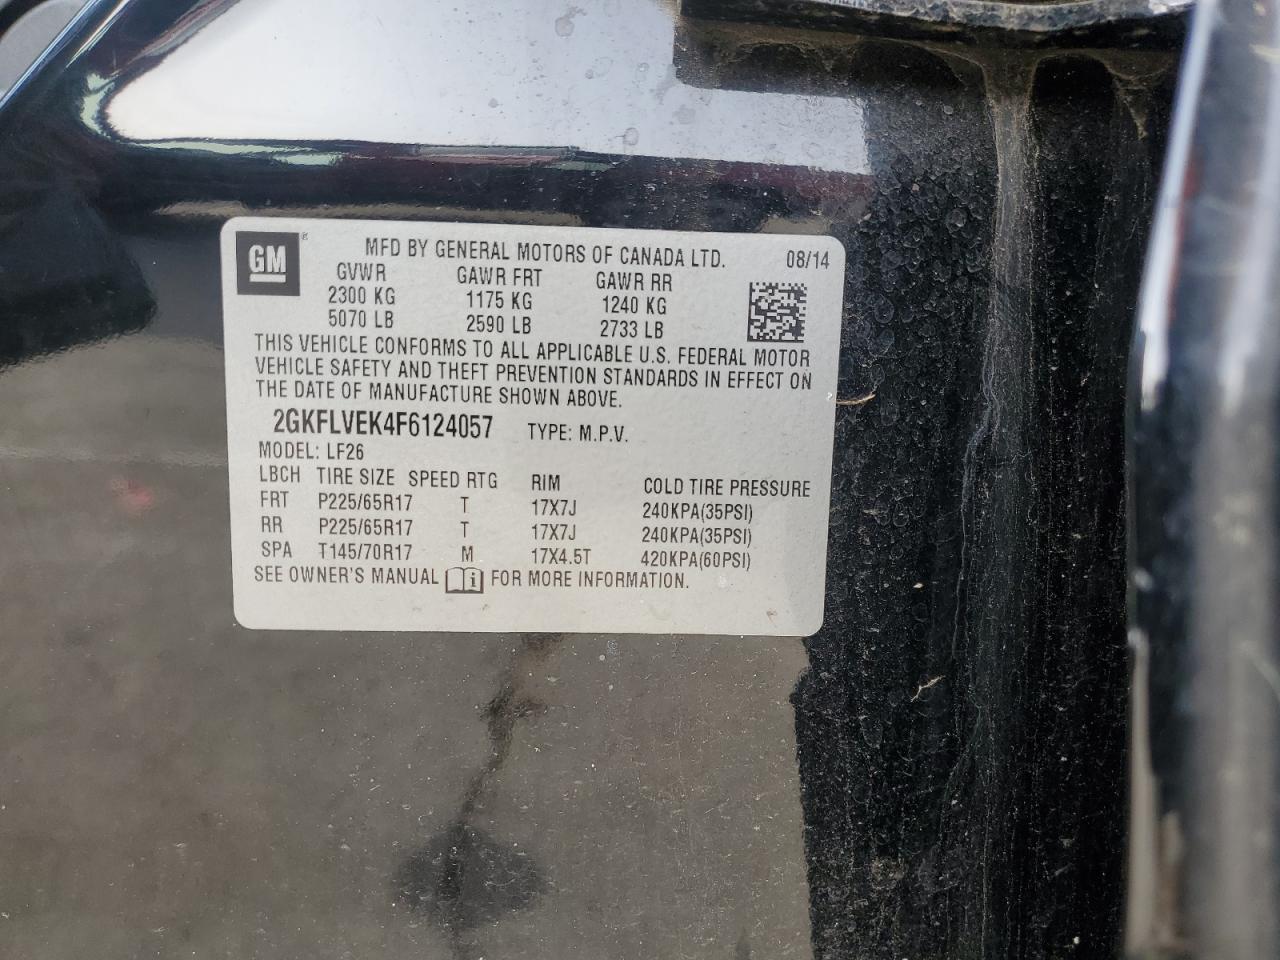 GM ® MFD BY GENERAL MOTORS OF CANADA LTD. 08/14
GVWR GAWR FRT GAWR RR
2300 KG 1175 KG 1240 KG
5070 LB 2590 LB 2733 LB
THIS VEHICLE CONFORMS TO ALL APPLICABLE U.S. FEDERAL MOTOR
VEHICLE SAFETY AND THEFT PREVENTION STANDARDS IN EFFECT ON
THE DATE OF MANUFACTURE SHOWN ABOVE.
2GKFLVEK4F6124057 TYPE: M.P.V.
MODEL: LF26
LBCH TIRE SIZE SPEED RTG RIM COLD TIRE PRESSURE
FRT P225/65R17 T 17X7J 240KPA(35PSI)
RR P225/65R17 T 17X7J 240KPA(35PSI)
SPA T145/70R17 M 17X4.5T 420KPA(60PSI)
SEE OWNER'S MANUAL i FOR MORE INFORMATION.